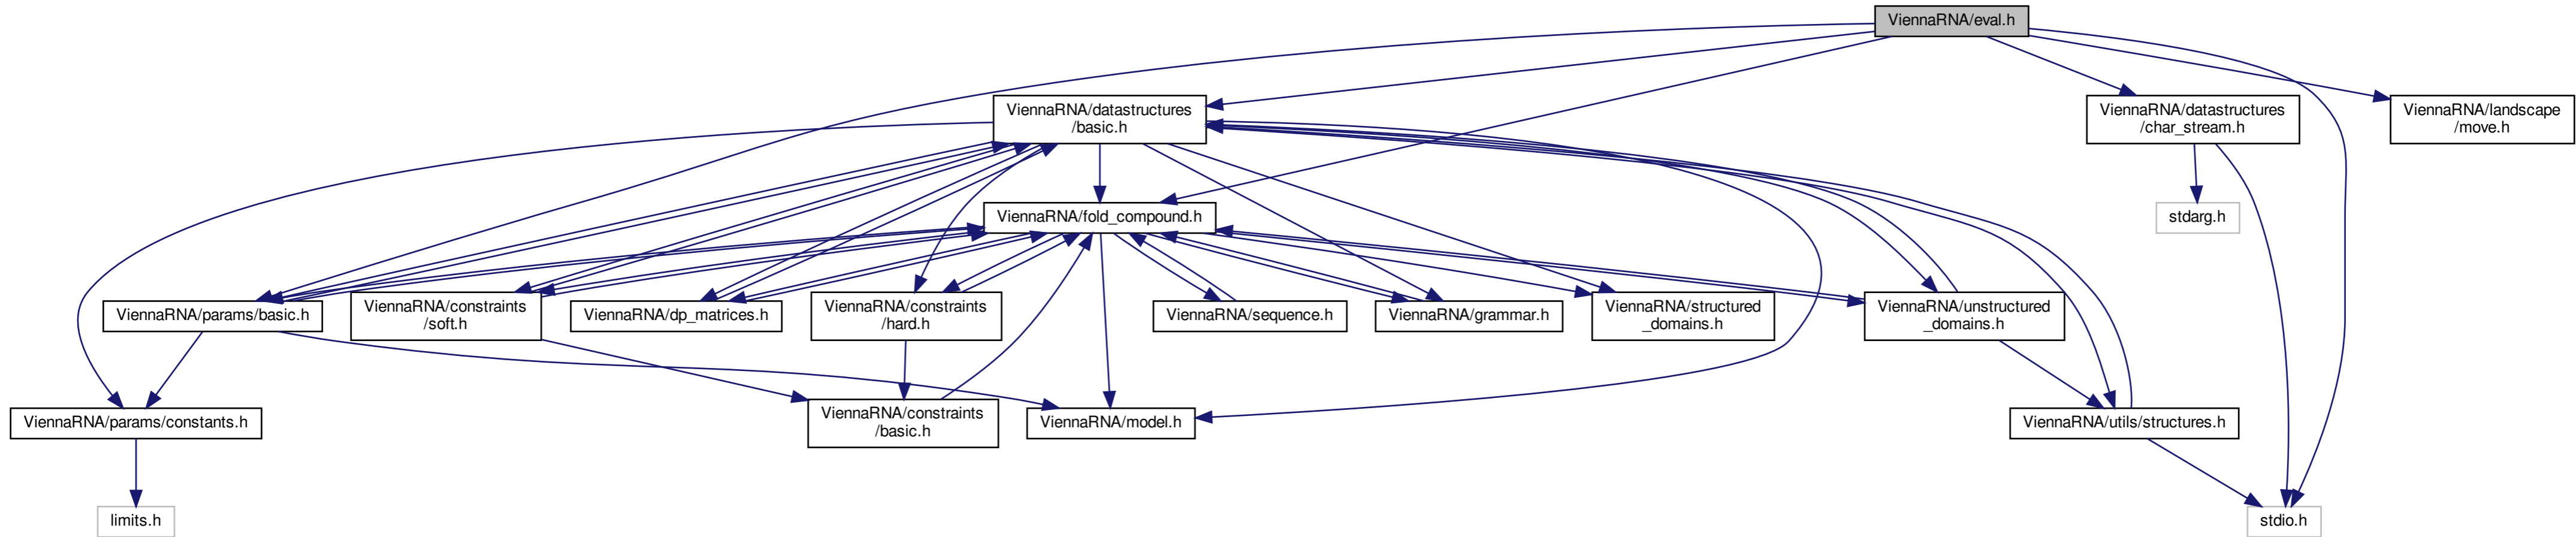 ViennaRNA/eval.h
ViennaRNA/datastructures
/basic.h
ViennaRNA/datastructures
/char_stream.h
ViennaRNA/landscape
/move.h
ViennaRNA/fold_compound.h
stdarg.h
ViennaRNA/params/basic.h
ViennaRNA/constraints
/soft.h
ViennaRNA/dp_matrices.h
ViennaRNA/constraints
/hard.h
ViennaRNA/sequence.h
ViennaRNA/grammar.h
ViennaRNA/structured
_domains.h
ViennaRNA/unstructured
_domains.h
ViennaRNA/params/constants.h
ViennaRNA/constraints
/basic.h
ViennaRNA/model.h
ViennaRNA/utils/structures.h
limits.h
stdio.h